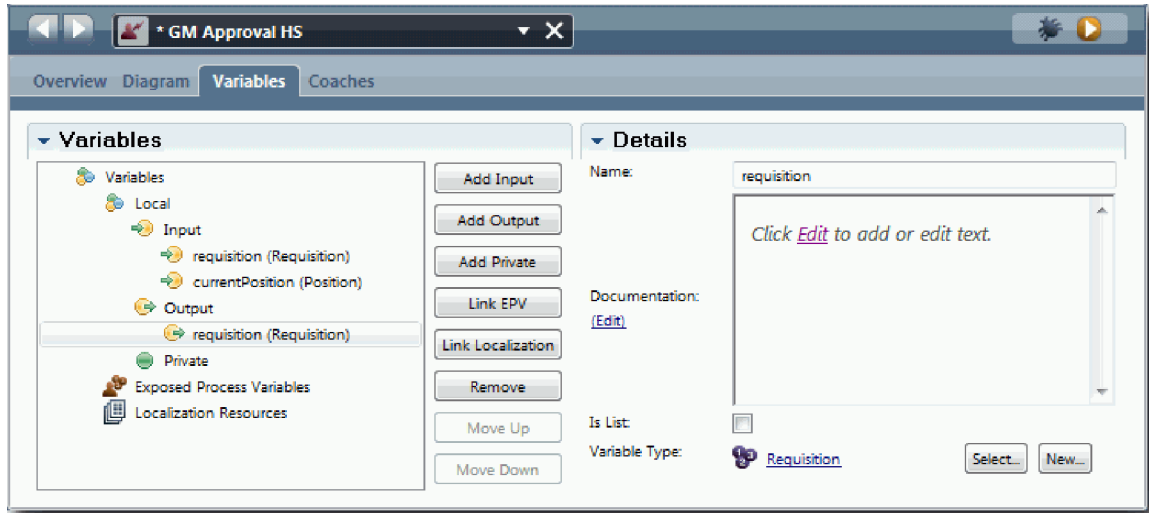 * GM Approval HS
Overview Diagram Variables Coaches
Variables
Variables
Local
Input
requisition (Requisition)
currentPosition (Position)
Output
requisition (Requisition)
Private
Exposed Process Variables
Localization Resources
Add Input
Add Output
Add Private
Link EPV
Link Localization
Remove
Move Up
Move Down
Details
Name: requisition
Click Edit to add or edit text.
Documentation:
(Edit)
Is List:
Variable Type: Requisition Select... New...